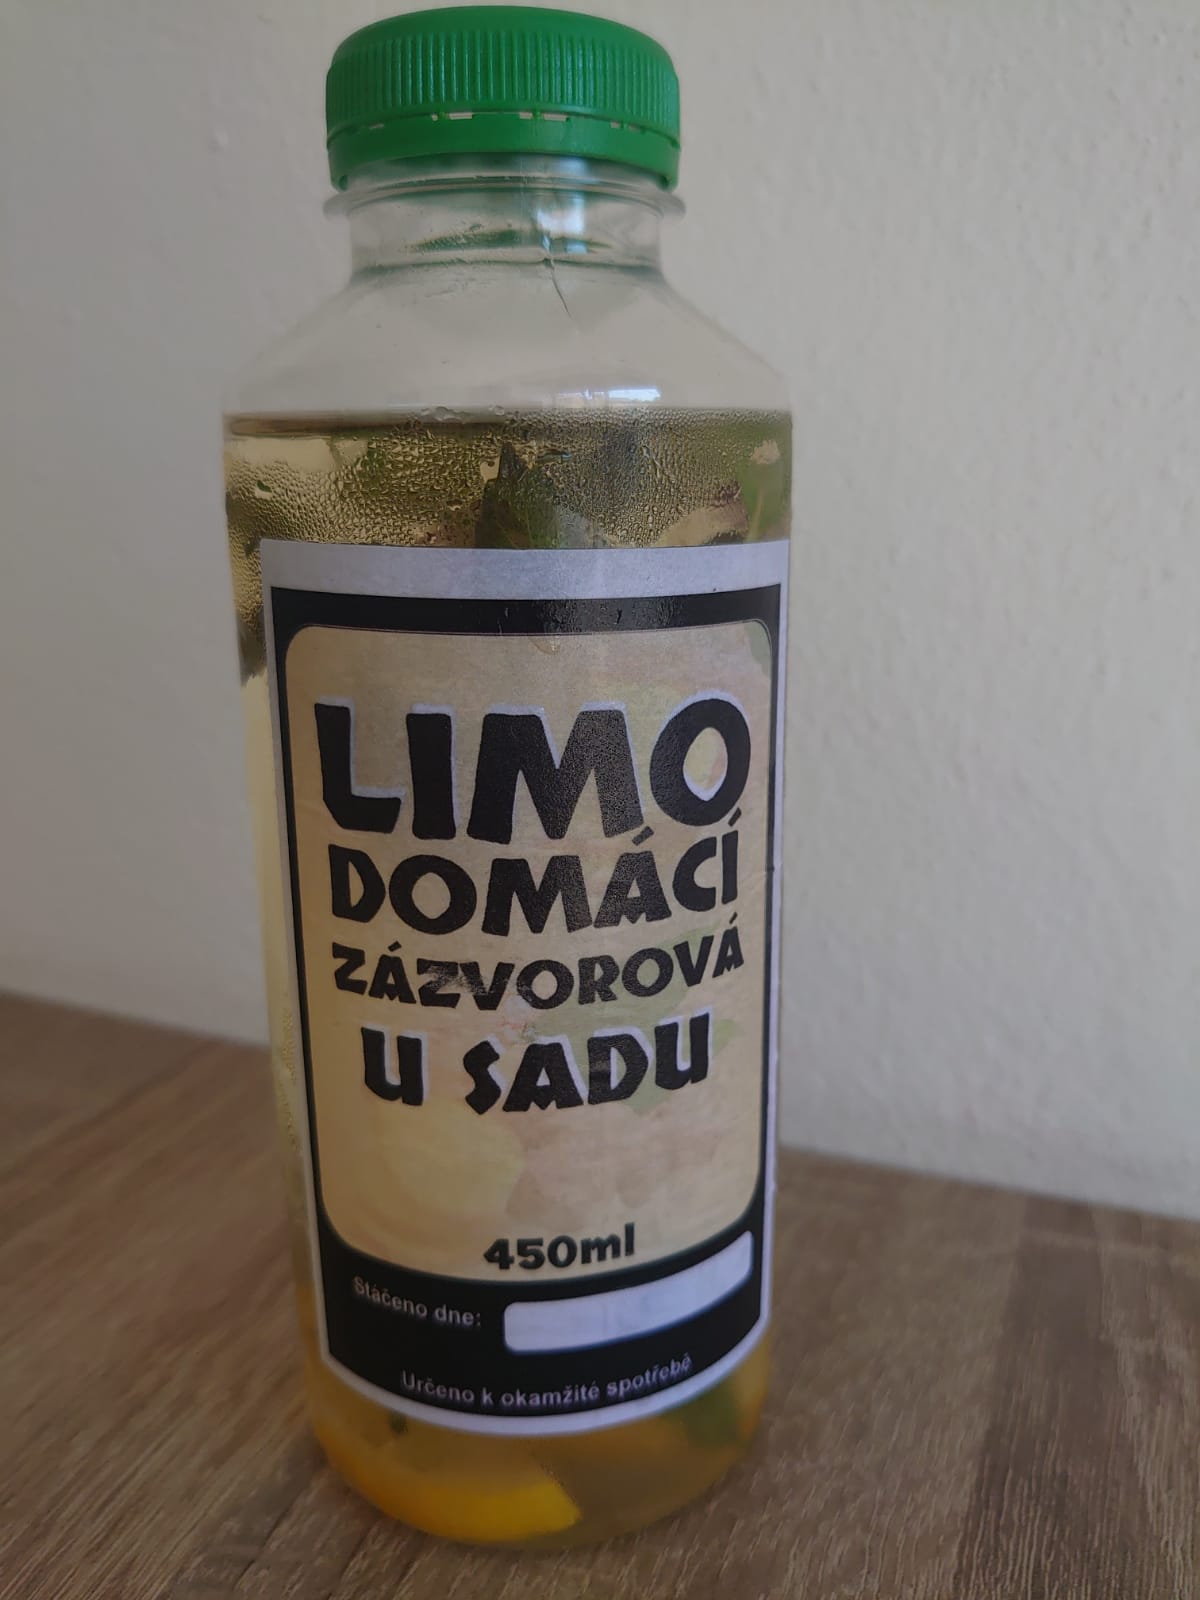 LIMO
DOMÁCÍ
ZÁZVOROVÁ
U SADU
450ml
Stáčeno dne:
Určeno k okamžité spotřebě